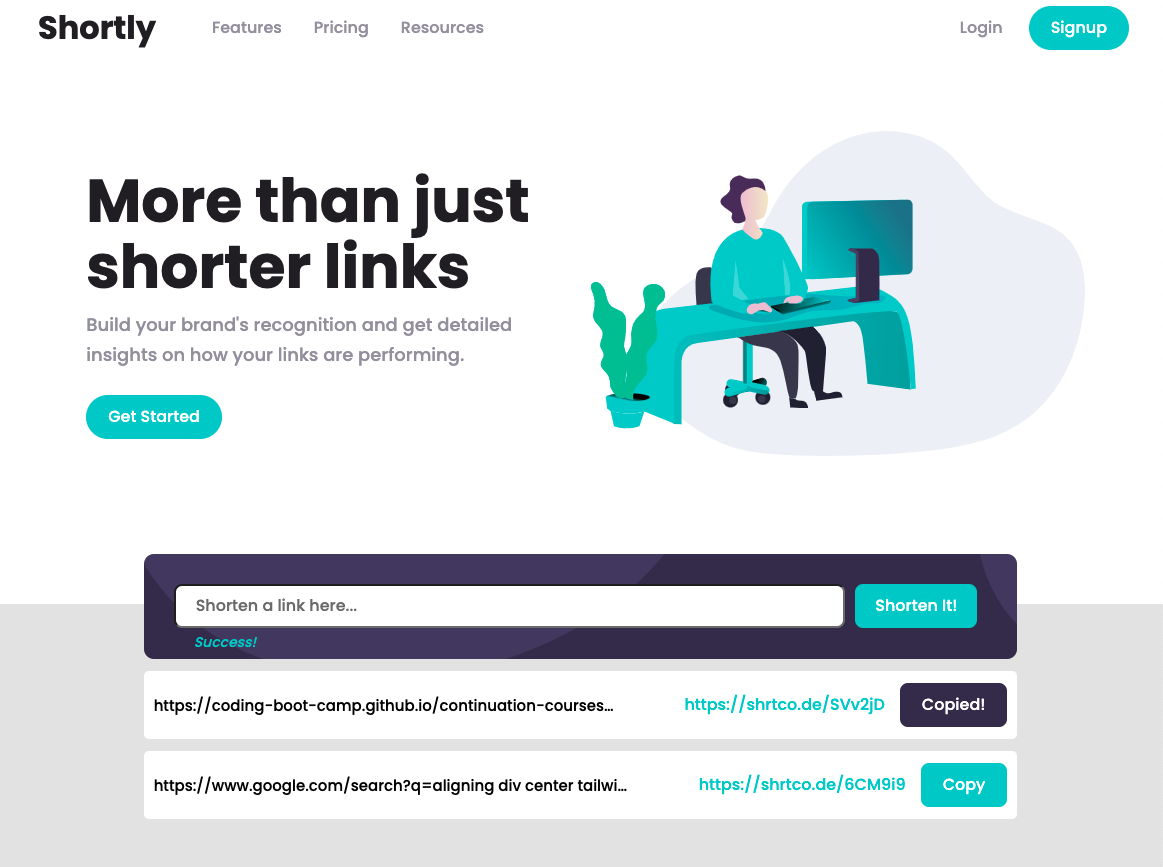 Shortly Features Pricing Resources Login Signup
More than just
shorter links
Build your brand's recognition and get detailed
insights on how your links are performing.
Get Started
Shorten a link here... Shorten It!
Success!
https://coding-boot-camp.github.io/continuation-courses... https://shrtco.de/SVv2jD Copied!
https://www.google.com/search?q=aligning div center tailwi... https://shrtco.de/6CM9i9 Copy